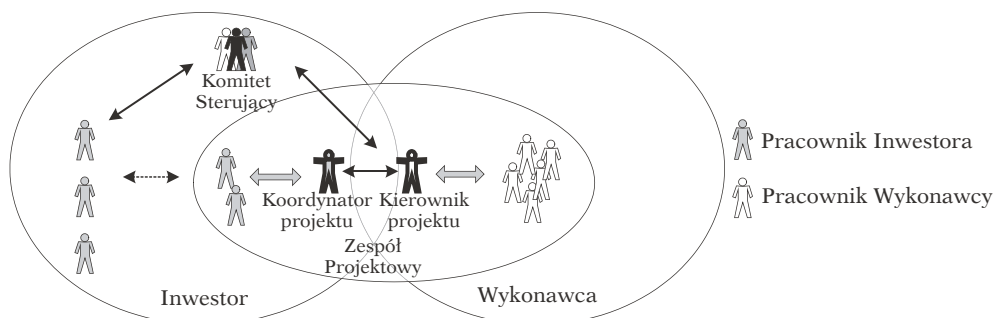 Komitet
Sterujący
Pracownik Inwestora
Pracownik Wykonawcy
Koordynator
projektu
Kierownik
projektu
Zespół
Projektowy
Inwestor
Wykonawca